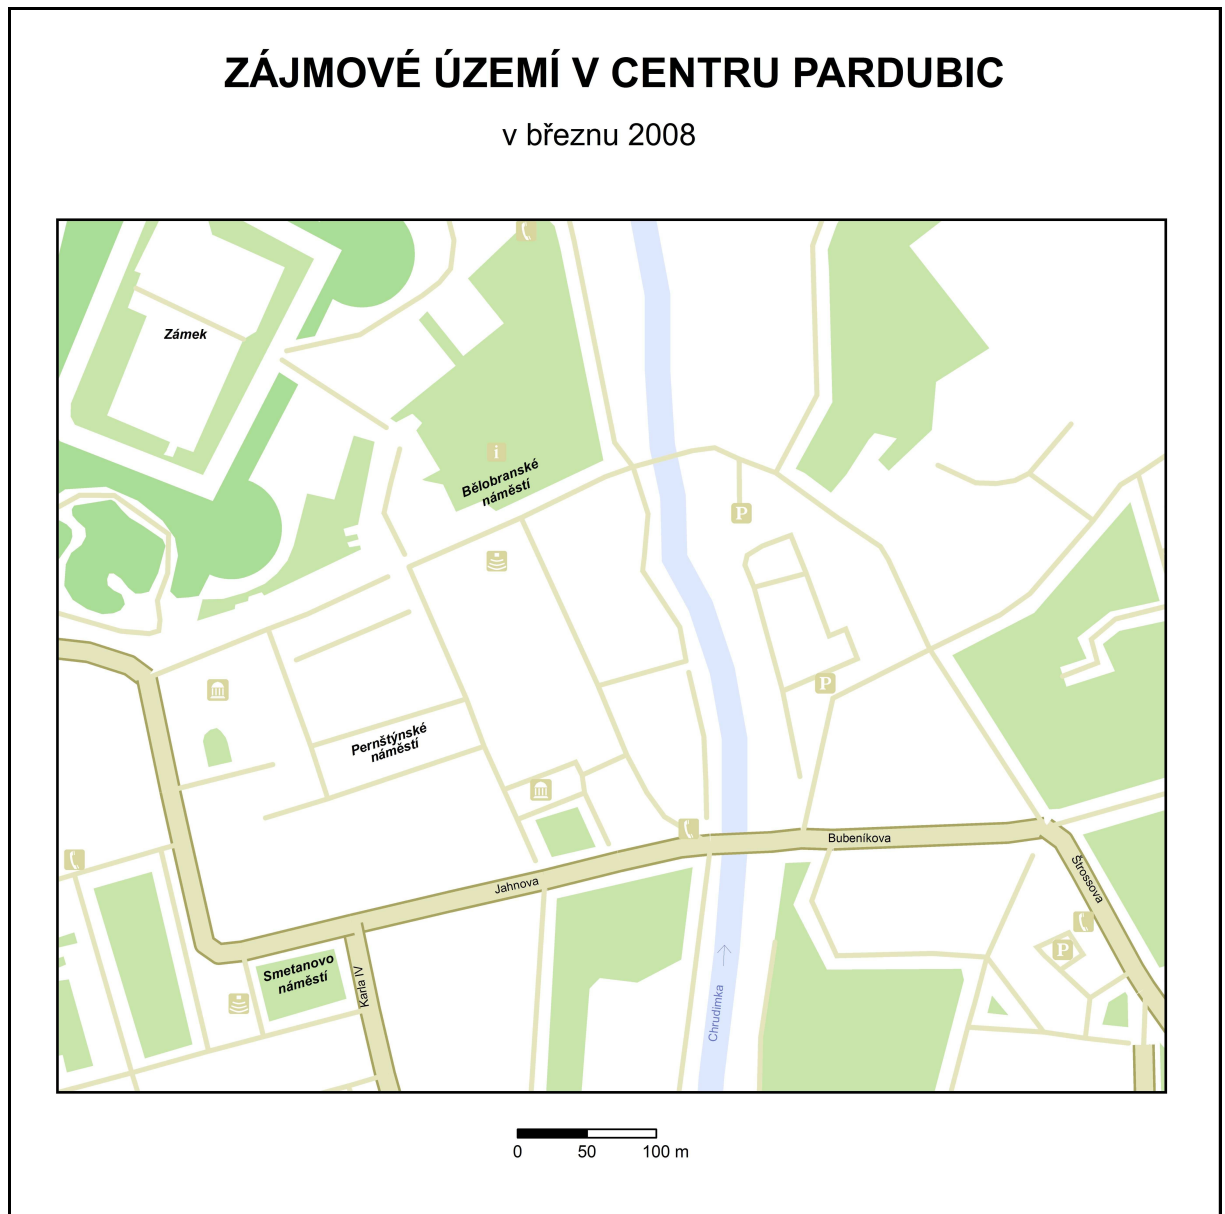 ZÁJMOVÉ ÚZEMÍ V CENTRU PARDUBIC
v březnu 2008
Zámek
i
Bělobranské
náměstí
P
P
Pernštýnské
náměstí
Bubeníkova
Jahnova
Štrossova
P
Smetanovo
náměstí
Karla IV
Chrudimka
0 50 100 m